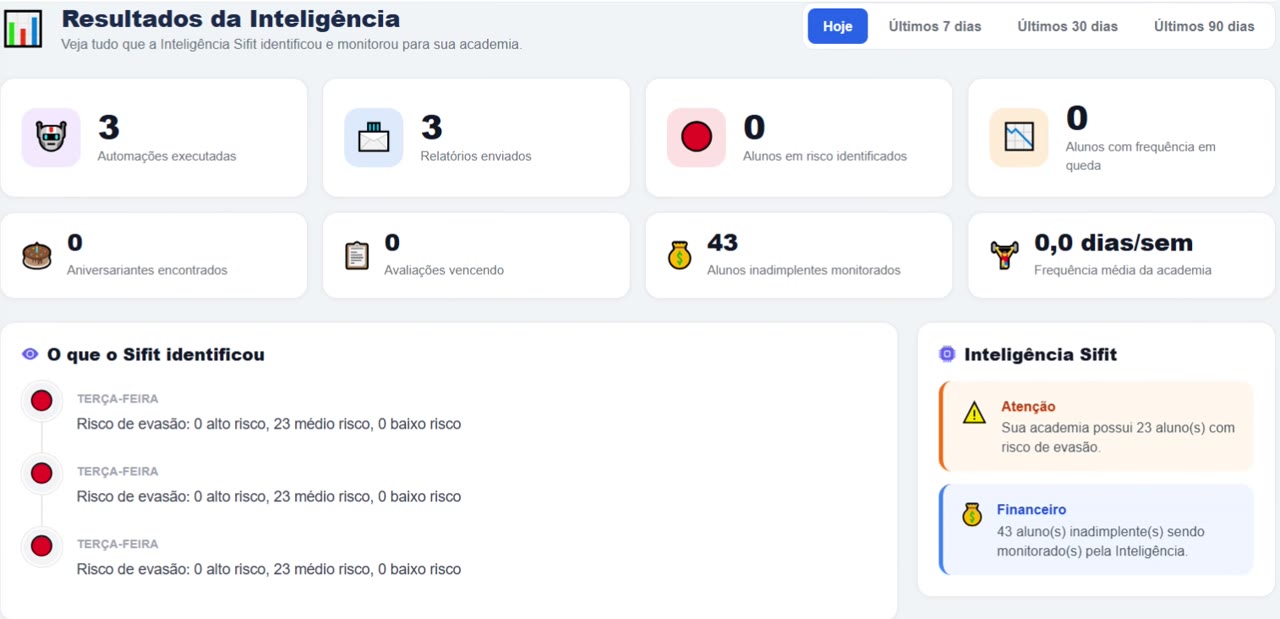 Resultados da Inteligência
Veja tudo que a Inteligência Sifit identificou e monitorou para sua academia.
Hoje
Últimos 7 dias
Últimos 30 dias
Últimos 90 dias
3
Automações executadas
3
Relatórios enviados
0
Alunos em risco identificados
0
Alunos com frequência em
queda
0
Aniversariantes encontrados
0
Avaliações vencendo
43
Alunos inadimplentes monitorados
0,0 dias/sem
Frequência média da academia
O que o Sifit identificou
TERÇA-FEIRA
Risco de evasão: 0 alto risco, 23 médio risco, 0 baixo risco
TERÇA-FEIRA
Risco de evasão: 0 alto risco, 23 médio risco, 0 baixo risco
TERÇA-FEIRA
Risco de evasão: 0 alto risco, 23 médio risco, 0 baixo risco
Inteligência Sifit
Atenção
Sua academia possui 23 aluno(s) com
risco de evasão.
Financeiro
43 aluno(s) inadimplente(s) sendo
monitorado(s) pela Inteligência.